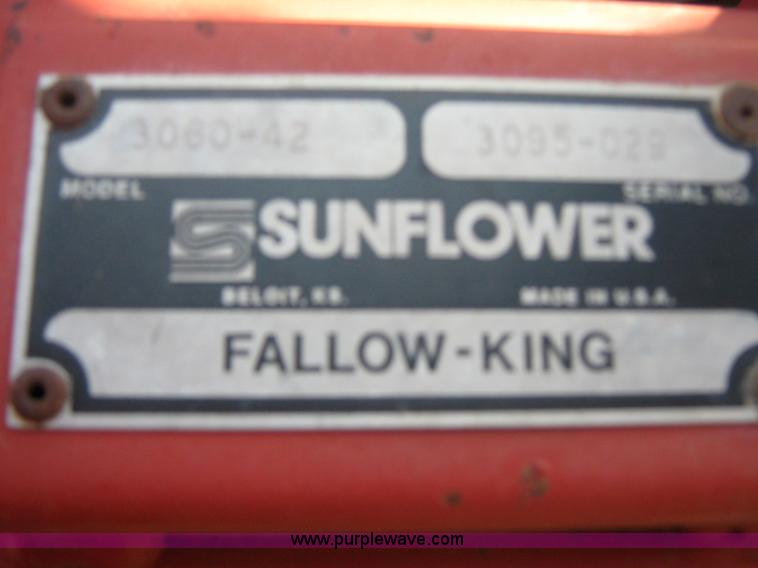 3060-42 3095-029
MODEL SERIAL NO.
SUNFLOWER
BELOIT, KS. MADE IN U.S.A.
FALLOW-KING
www.purplewave.com